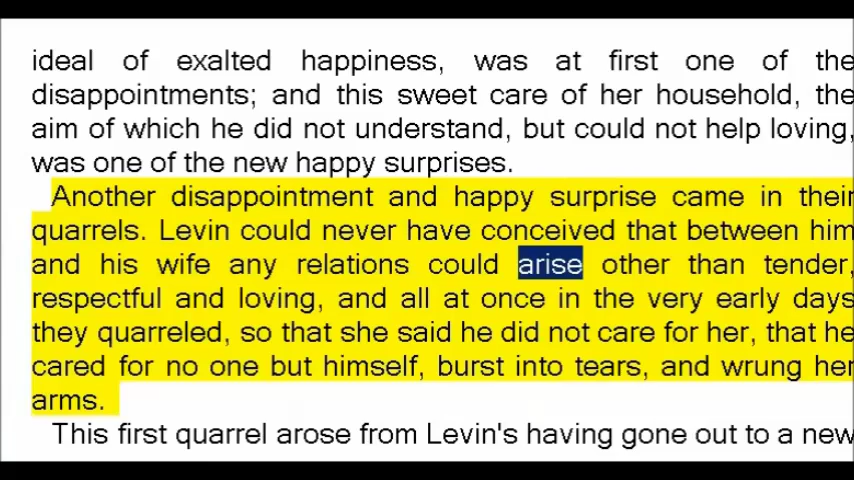 ideal of exalted happiness, was at first one of the
disappointments; and this sweet care of her household, the
aim of which he did not understand, but could not help loving,
was one of the new happy surprises.
Another disappointment and happy surprise came in their
quarrels. Levin could never have conceived that between him
and his wife any relations could arise other than tender,
respectful and loving, and all at once in the very early days
they quarreled, so that she said he did not care for her, that he
cared for no one but himself, burst into tears, and wrung her
arms.
This first quarrel arose from Levin's having gone out to a new